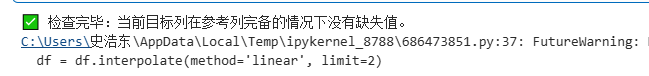 ✅ 检查完毕：当前目标列在参考列完备的情况下没有缺失值。
C:\Users\史浩东\AppData\Local\Temp\ipykernel_8788\686473851.py:37: FutureWarning:
df = df.interpolate(method='linear', limit=2)